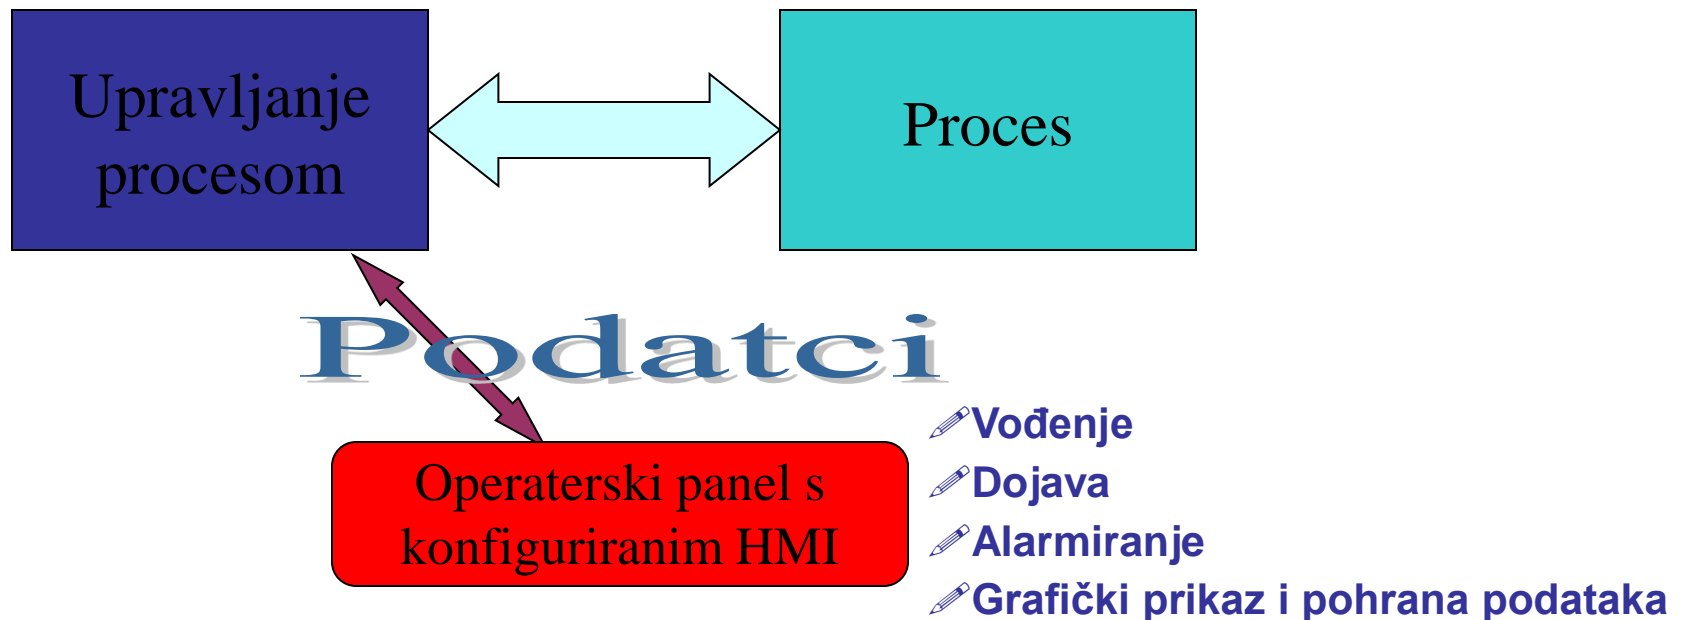 Upravljanje
procesom
Proces
Podatci
Operaterski panel s
konfiguriranim HMI
Vođenje
Dojava
Alarmiranje
Grafički prikaz i pohrana podataka